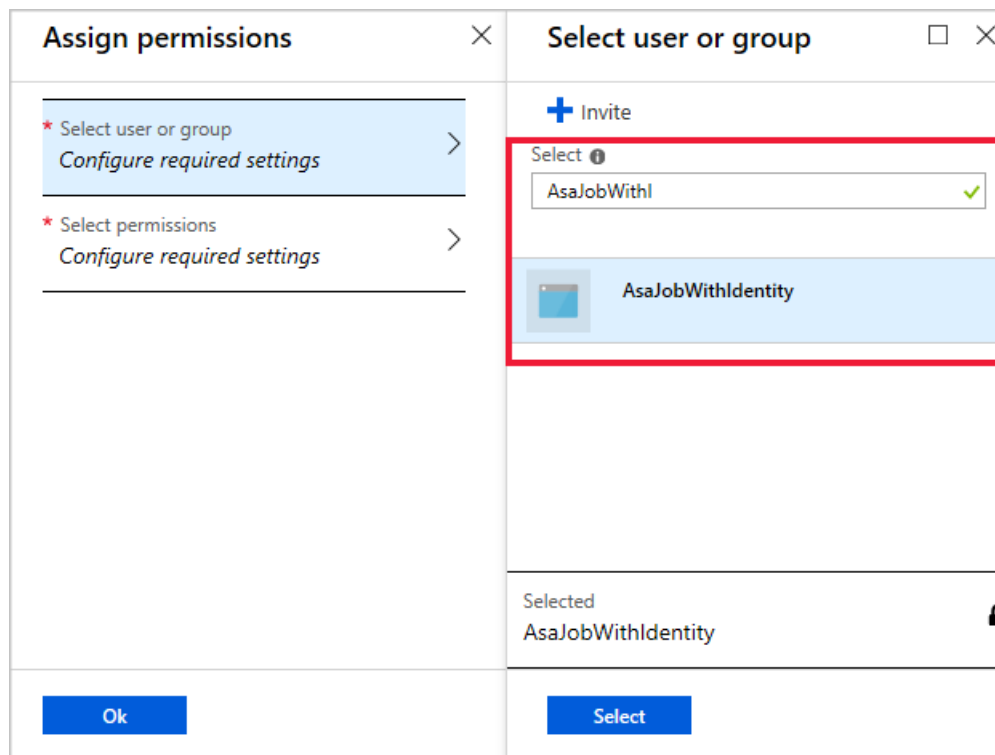 Assign permissions
* Select user or group
Configure required settings
* Select permissions
Configure required settings
Ok
Select user or group
Invite
Select
AsaJobWithI
AsaJobWithIdentity
Selected
AsaJobWithIdentity
Select